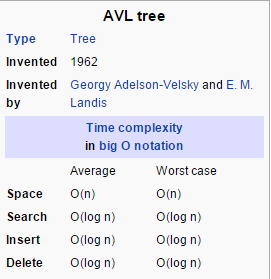 AVL tree
Type Tree
Invented 1962
Invented Georgy Adelson-Velsky and E. M.
by Landis
Time complexity
in big O notation
Average Worst case
Space O(n) O(n)
Search O(log n) O(log n)
Insert O(log n) O(log n)
Delete O(log n) O(log n)